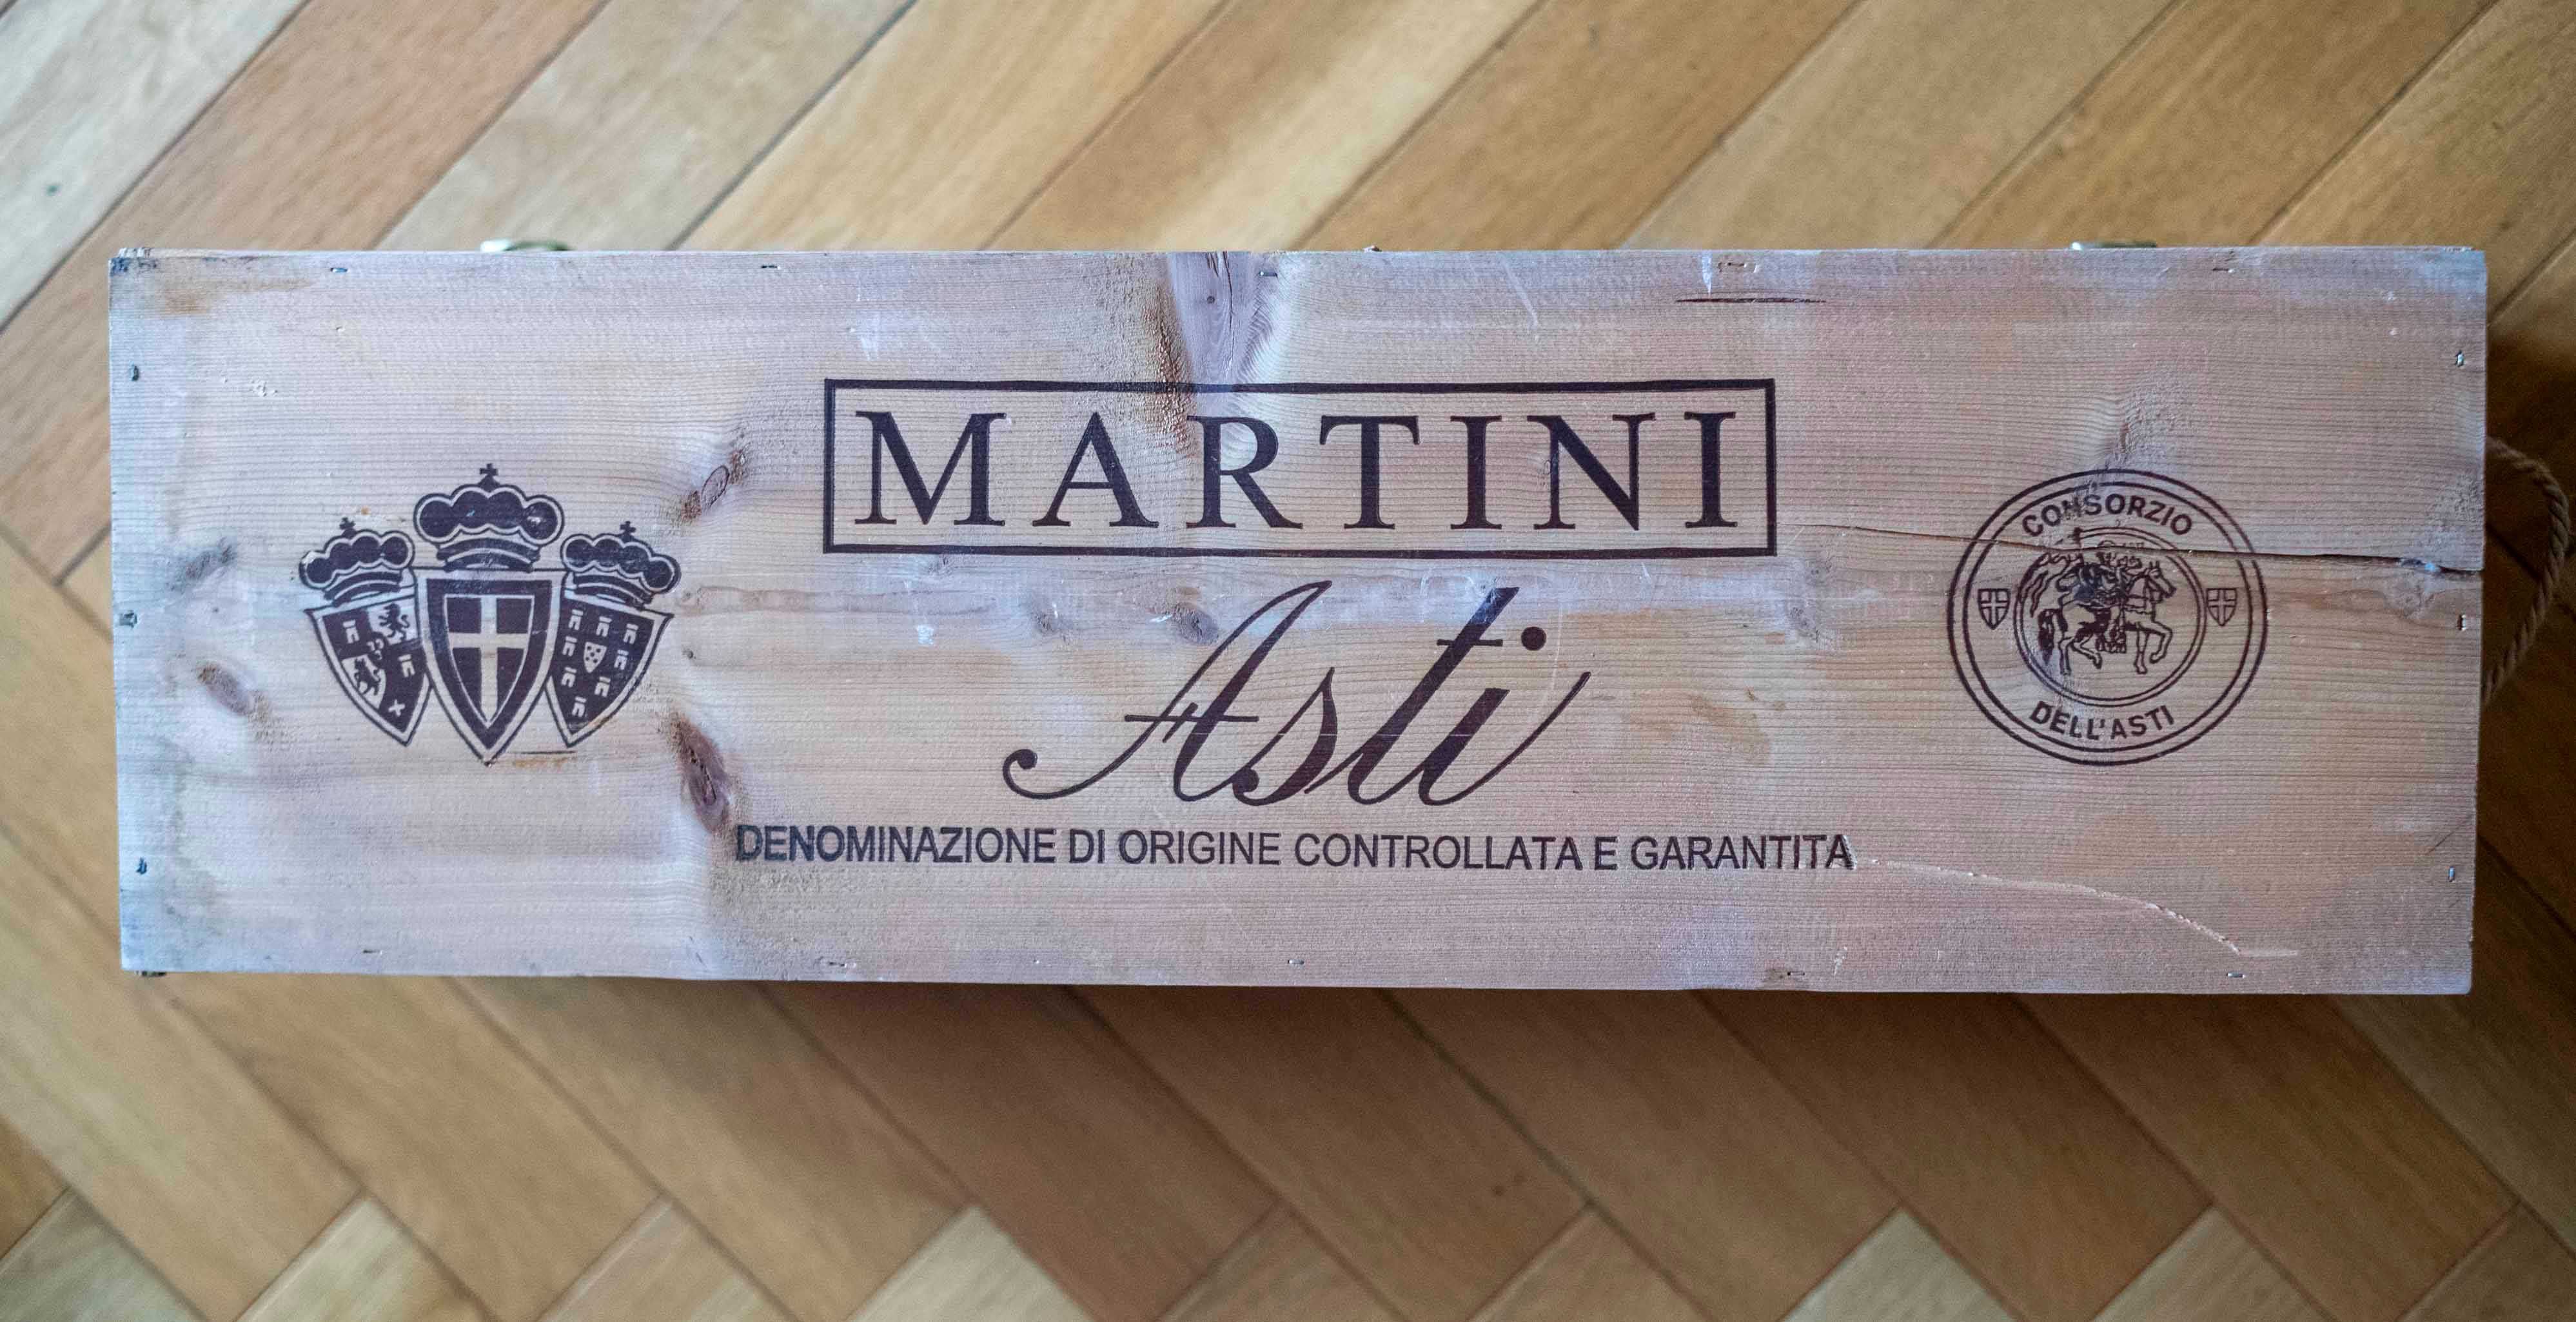 MARTINI
Asti
DENOMINAZIONE DI ORIGINE CONTROLLATA E GARANTITA
CONSORZIO
DELL'ASTI